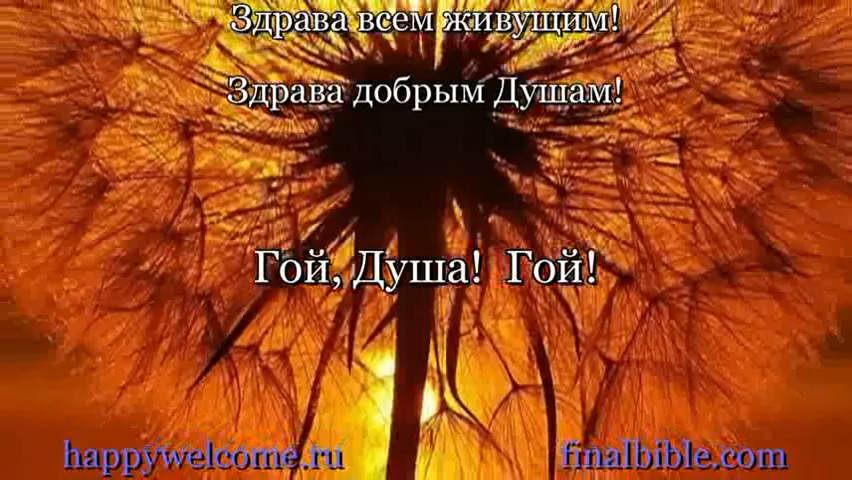 Здрава всем живущим!
Здрава добрым Душам!
Гой, Душа! Гой!
happywelcome.ru finalbible.com